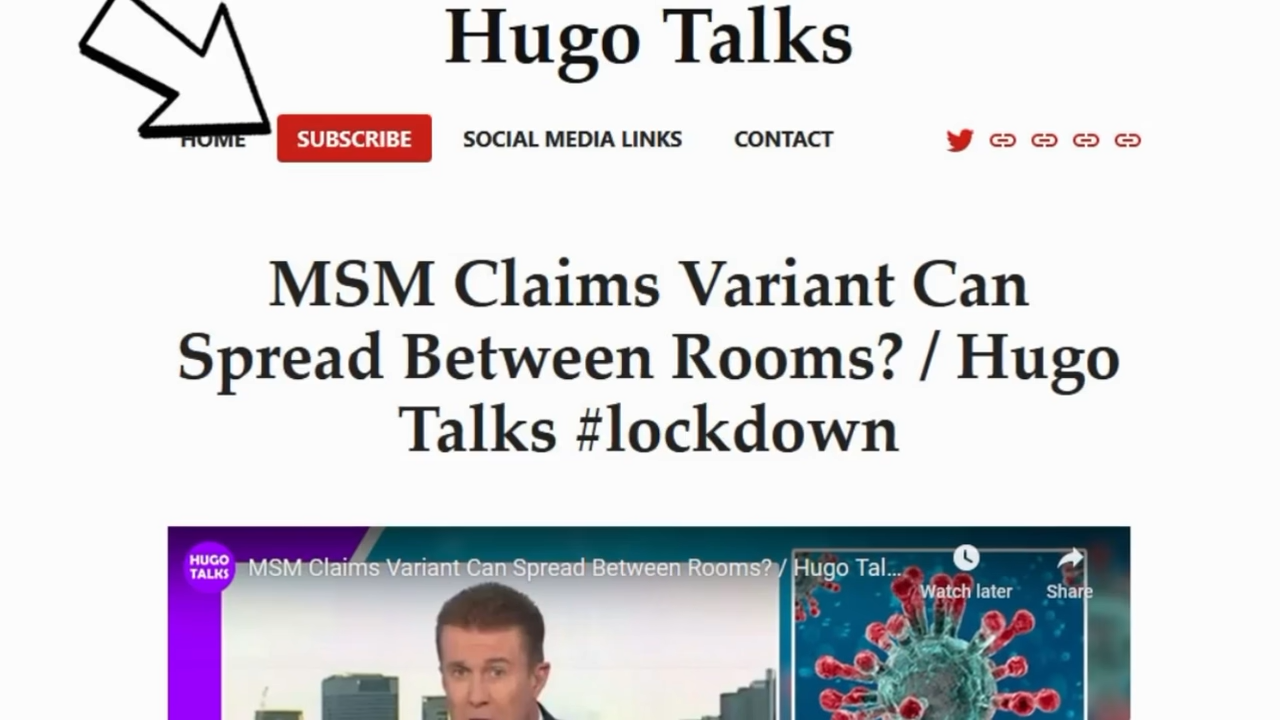 Hugo Talks
HOME SUBSCRIBE SOCIAL MEDIA LINKS CONTACT
MSM Claims Variant Can
Spread Between Rooms? / Hugo
Talks #lockdown
HUGO
TALKS
MSM Claims Variant Can Spread Between Rooms? / Hugo Tal...
Watch later Share